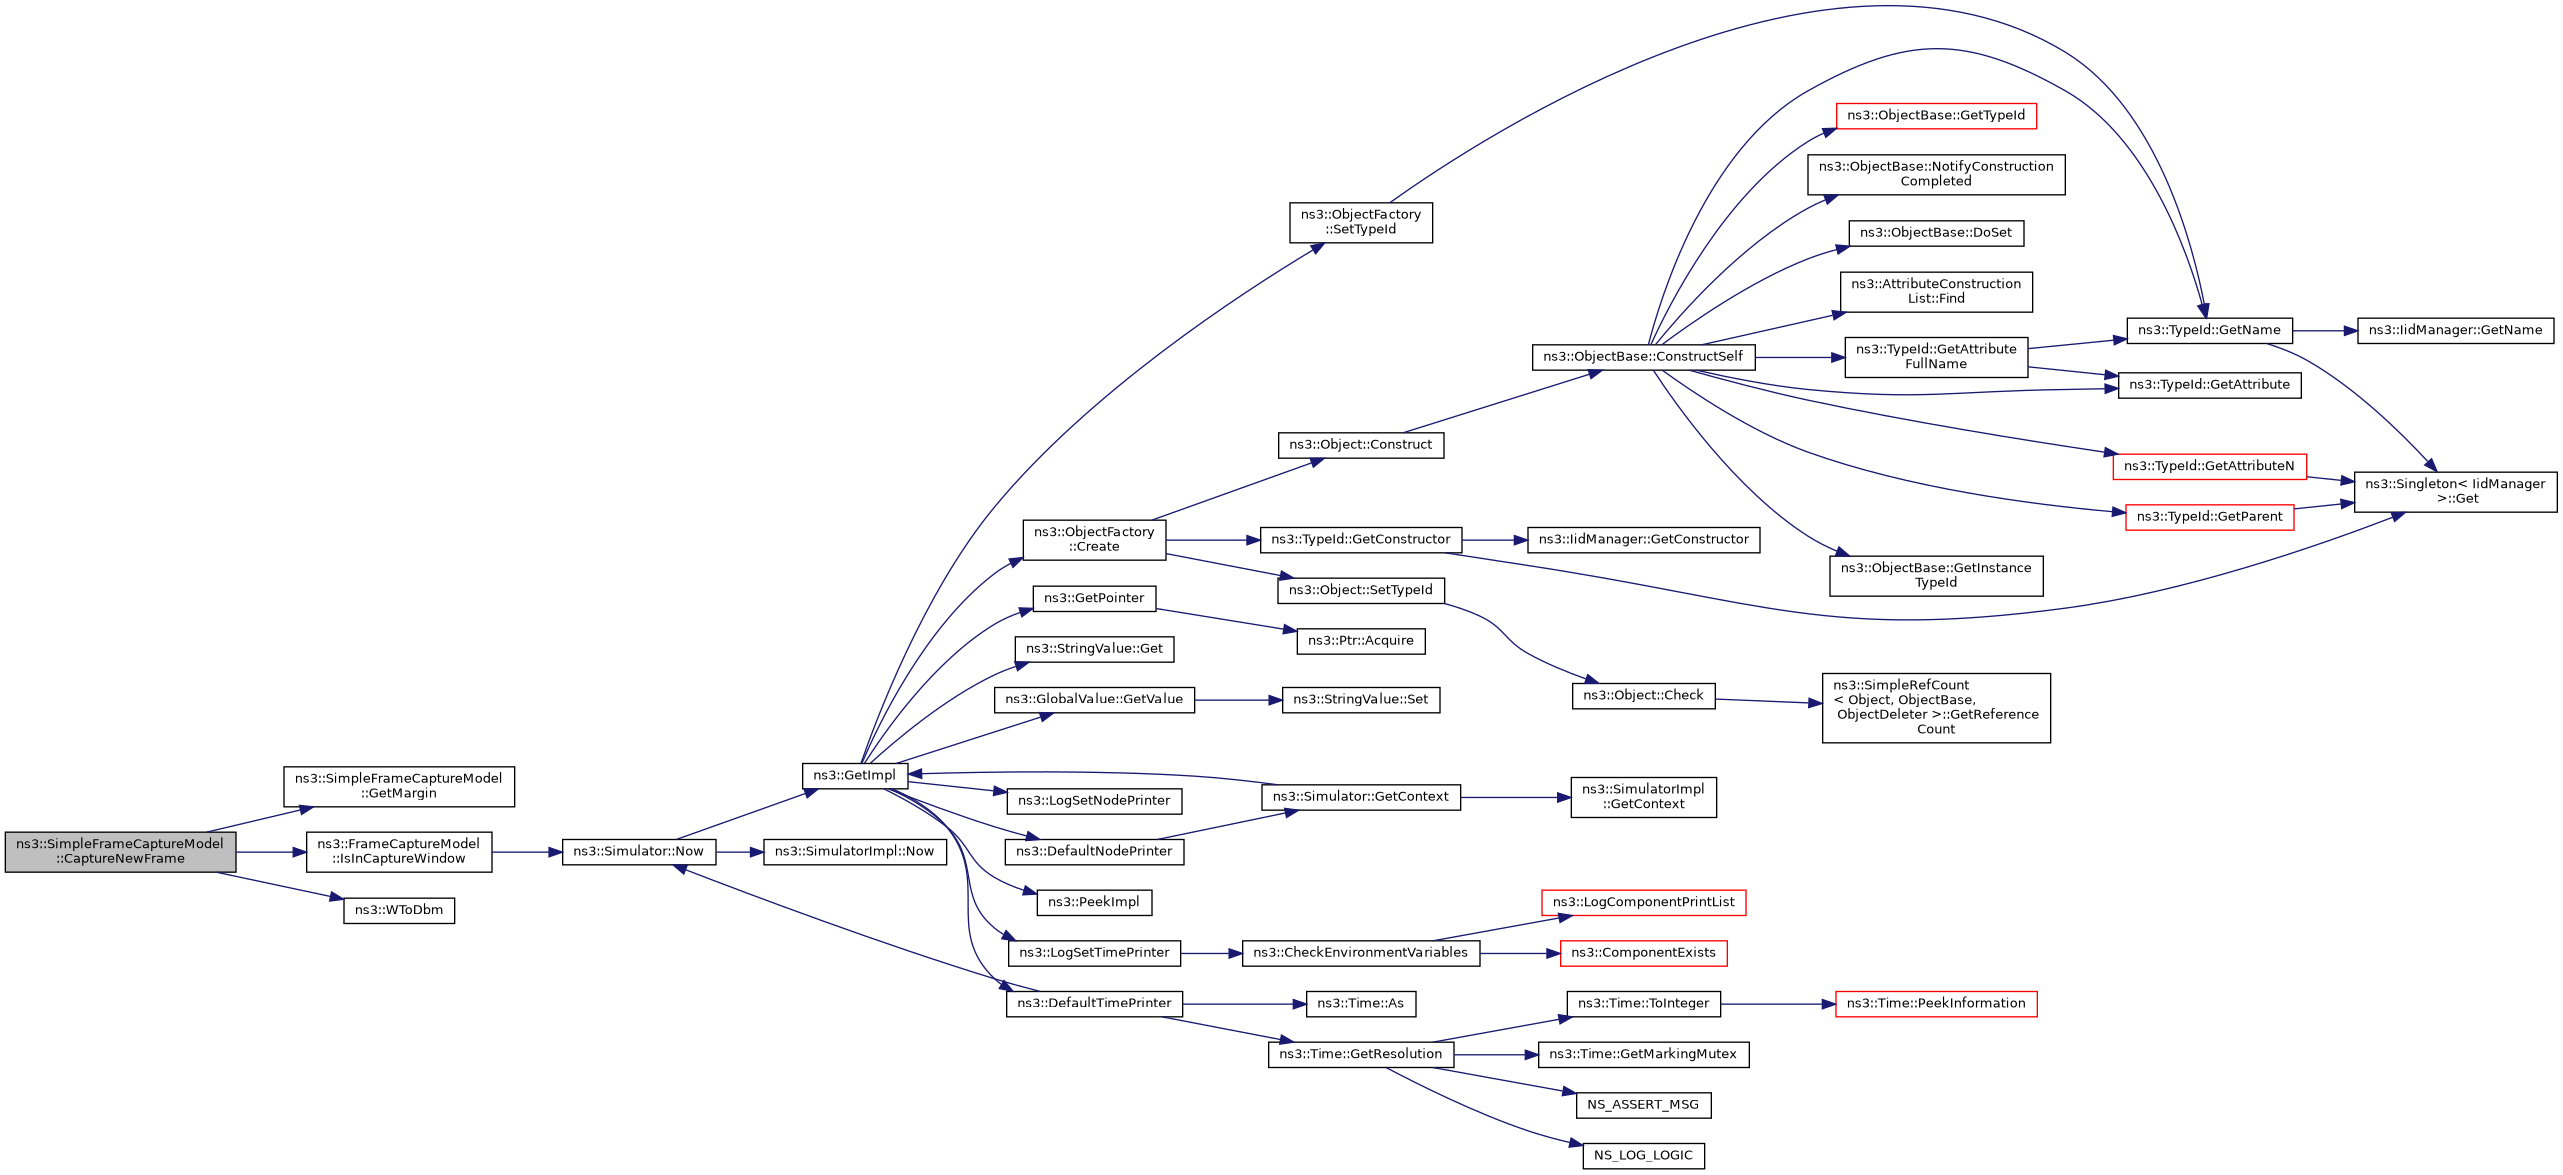 ns3::SimpleFrameCaptureModel
::CaptureNewFrame
ns3::SimpleFrameCaptureModel
::GetMargin
ns3::FrameCaptureModel
::IsInCaptureWindow
ns3::WToDbm
ns3::Simulator::Now
ns3::GetImpl
ns3::SimulatorImpl::Now
ns3::ObjectFactory
::SetTypeId
ns3::ObjectFactory
::Create
ns3::GetPointer
ns3::StringValue::Get
ns3::GlobalValue::GetValue
ns3::LogSetNodePrinter
ns3::DefaultNodePrinter
ns3::PeekImpl
ns3::LogSetTimePrinter
ns3::DefaultTimePrinter
ns3::Object::Construct
ns3::TypeId::GetConstructor
ns3::Object::SetTypeId
ns3::Ptr::Acquire
ns3::StringValue::Set
ns3::Simulator::GetContext
ns3::CheckEnvironmentVariables
ns3::Time::As
ns3::Time::GetResolution
ns3::ObjectBase::ConstructSelf
ns3::IidManager::GetConstructor
ns3::Object::Check
ns3::SimulatorImpl
::GetContext
ns3::LogComponentPrintList
ns3::ComponentExists
ns3::Time::ToInteger
ns3::Time::GetMarkingMutex
NS_ASSERT_MSG
NS_LOG_LOGIC
ns3::ObjectBase::GetTypeId
ns3::ObjectBase::NotifyConstruction
Completed
ns3::ObjectBase::DoSet
ns3::AttributeConstruction
List::Find
ns3::TypeId::GetAttribute
FullName
ns3::ObjectBase::GetInstance
TypeId
ns3::SimpleRefCount
< Object, ObjectBase,
ObjectDeleter >::GetReference
Count
ns3::Time::PeekInformation
ns3::TypeId::GetName
ns3::TypeId::GetAttribute
ns3::TypeId::GetAttributeN
ns3::TypeId::GetParent
ns3::IidManager::GetName
ns3::Singleton< IidManager
>::Get